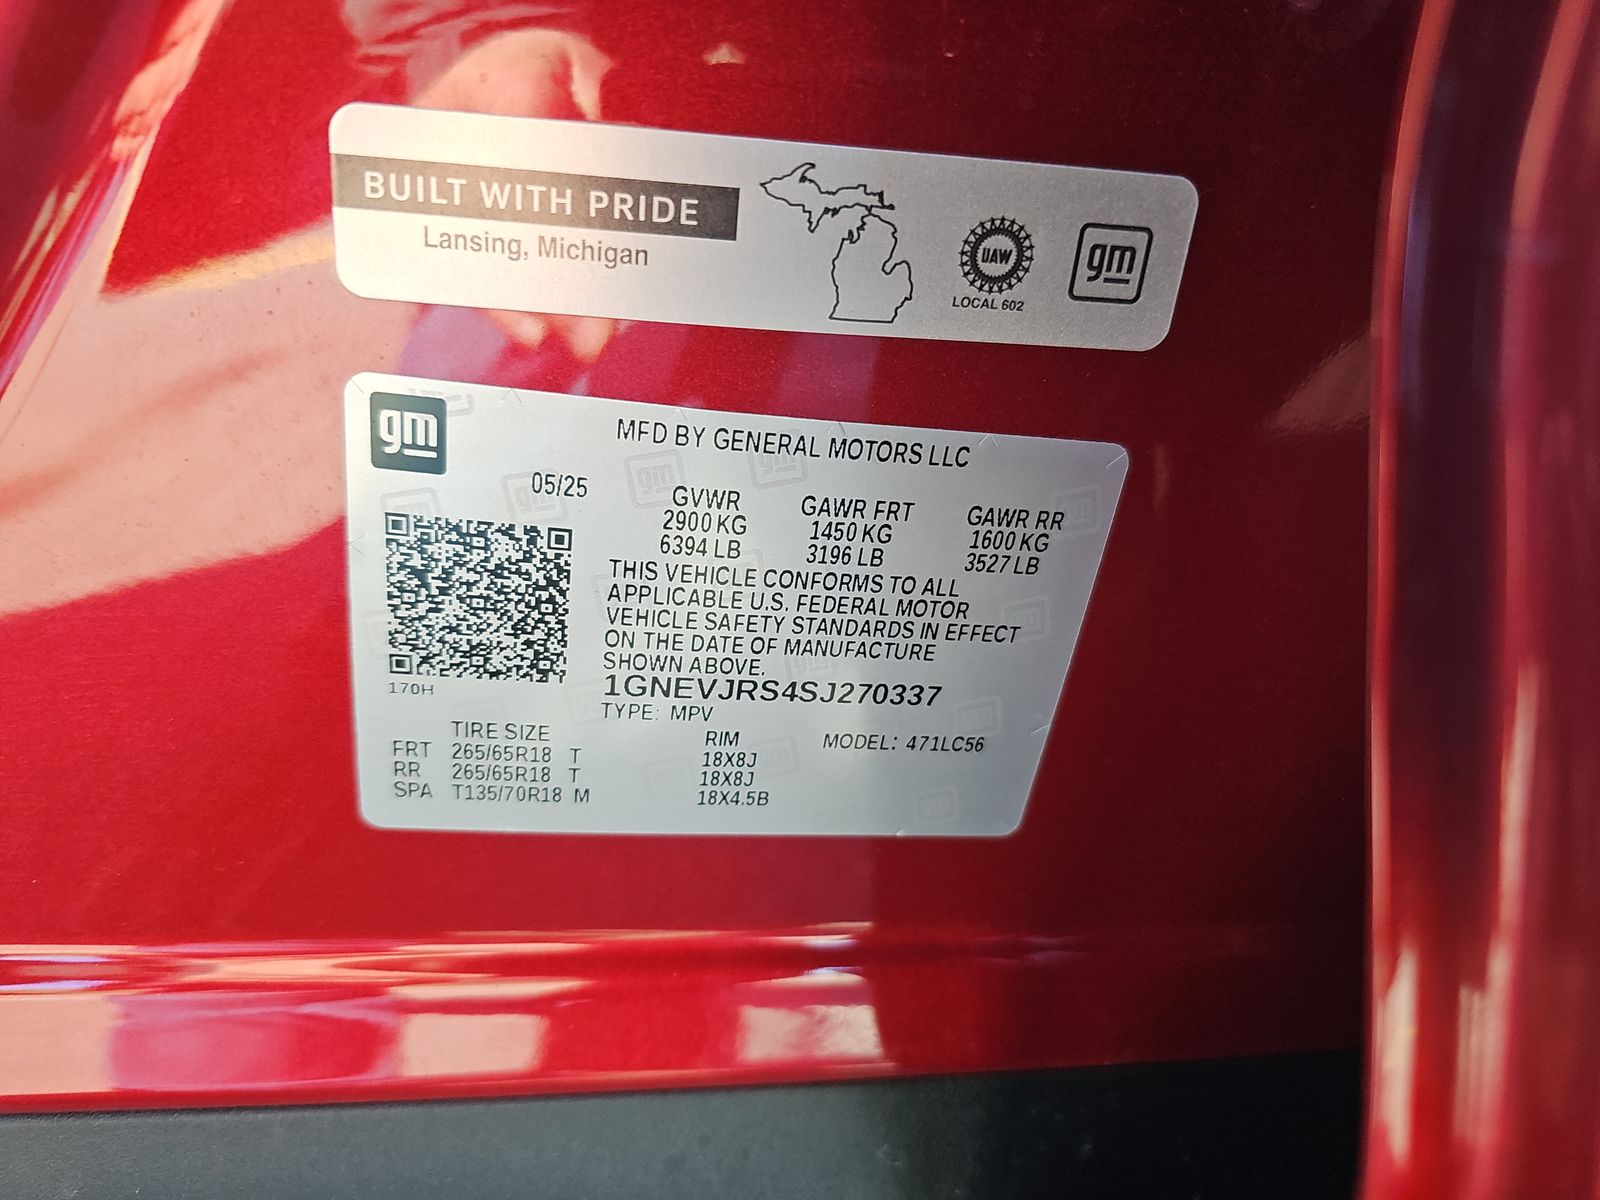 BUILT WITH PRIDE
Lansing, Michigan
UAW
LOCAL 602
gm
gm
MFD BY GENERAL MOTORS LLC
05/25
GVWR GAWR FRT GAWR RR
2900 KG 1450 KG 1600 KG
6394 LB 3196 LB 3527 LB
THIS VEHICLE CONFORMS TO ALL
APPLICABLE U.S. FEDERAL MOTOR
VEHICLE SAFETY STANDARDS IN EFFECT
ON THE DATE OF MANUFACTURE
SHOWN ABOVE.
170H
1GNEVJRS4SJ270337
TYPE: MPV
TIRE SIZE RIM MODEL: 471LC56
FRT 265/65R18 T 18X8J
RR 265/65R18 T 18X8J
SPA T135/70R18 M 18X4.5B